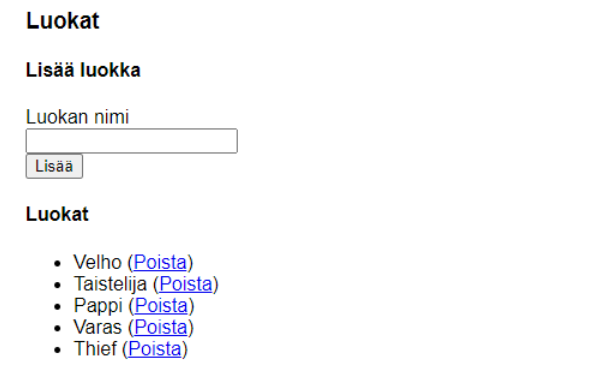 Luokat
Lisää luokka
Luokan nimi
Lisää
Luokat
Velho (Poista)
Taistelija (Poista)
Pappi (Poista)
Varas (Poista)
Thief (Poista)